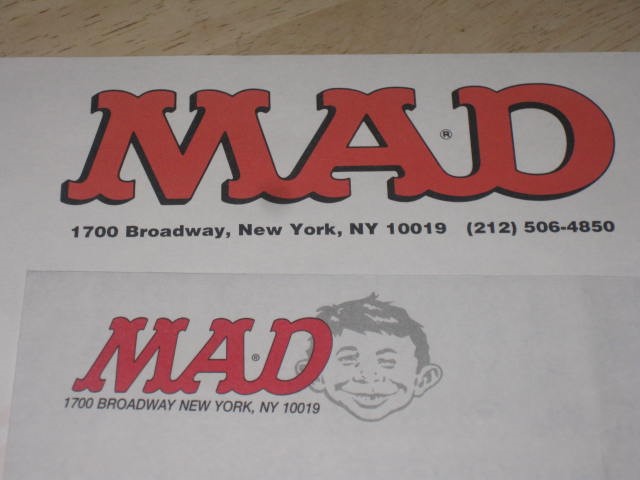 MAD®
1700 Broadway, New York, NY 10019 (212) 506-4850
MAD®
1700 BROADWAY NEW YORK, NY 10019